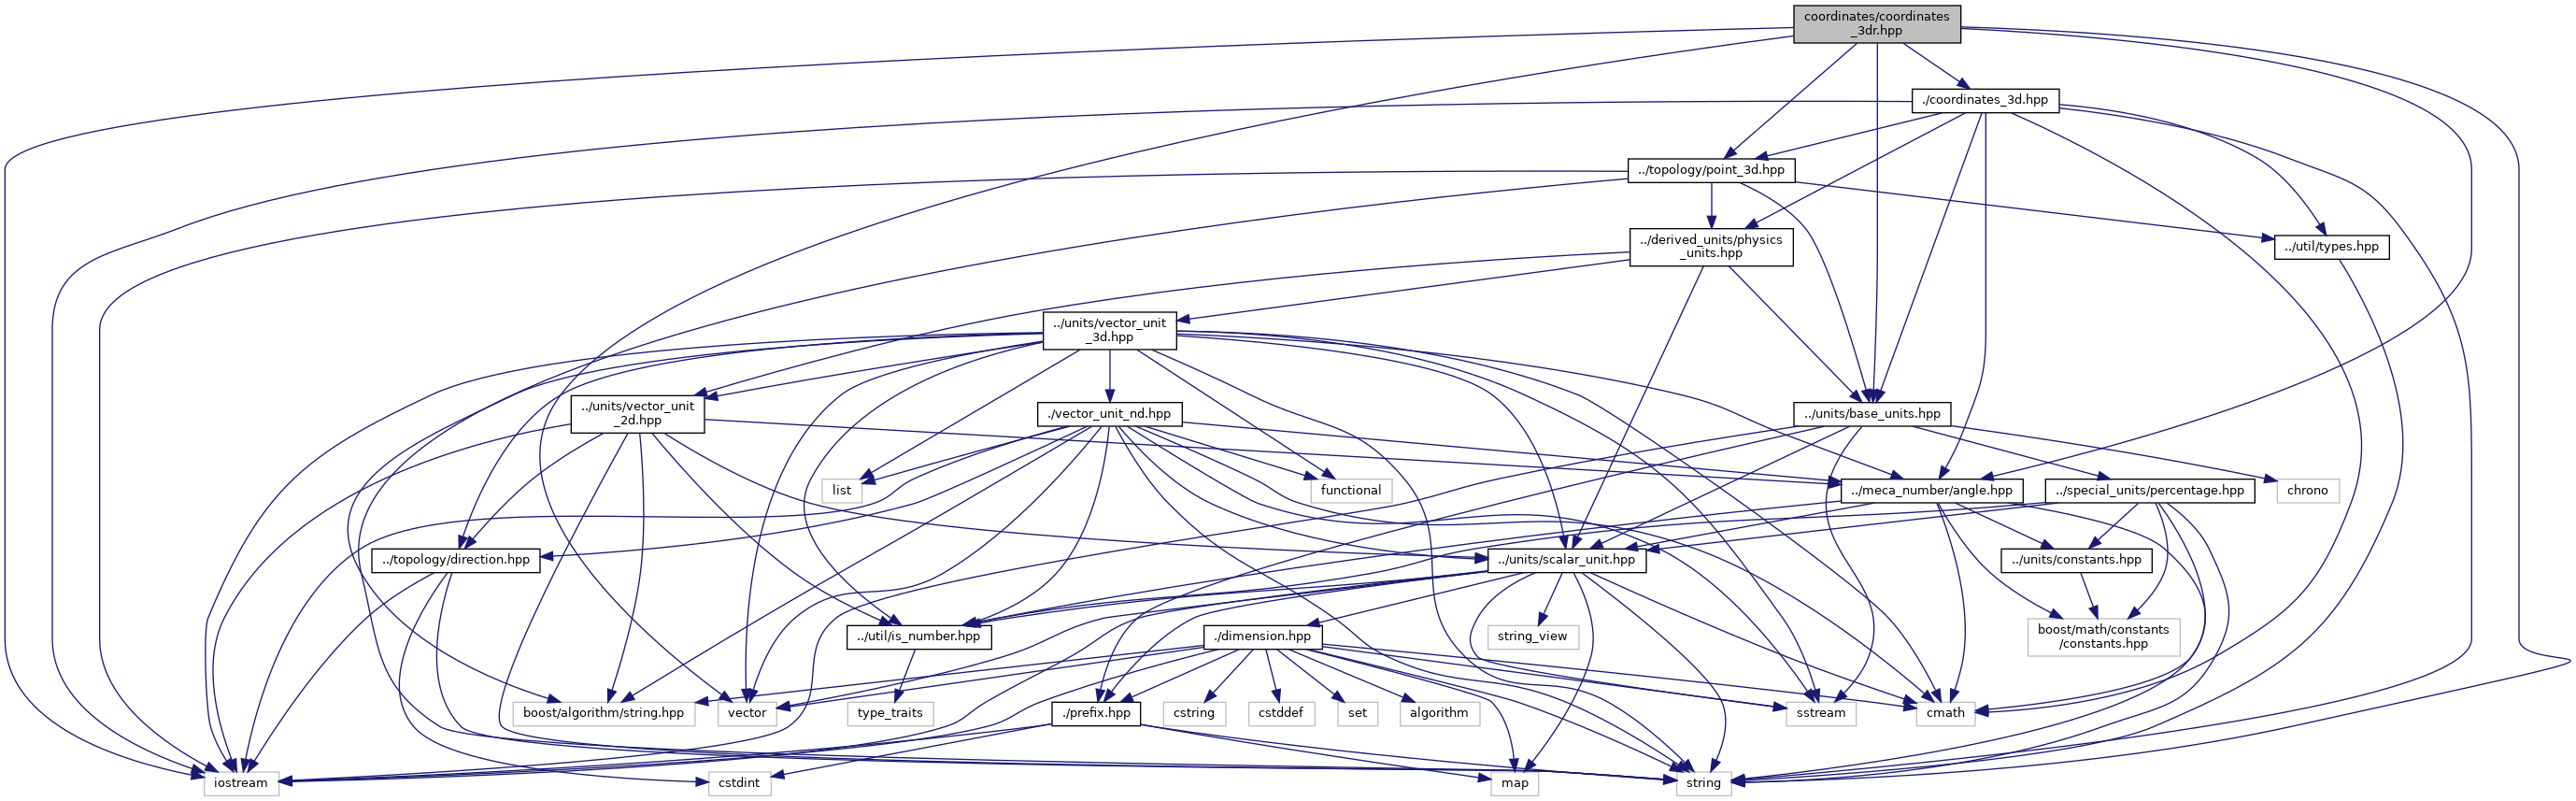 coordinates/coordinates
_3dr.hpp
./coordinates_3d.hpp
../topology/point_3d.hpp
../derived_units/physics
_units.hpp
../util/types.hpp
../units/vector_unit
_3d.hpp
../units/vector_unit
_2d.hpp
./vector_unit_nd.hpp
../units/base_units.hpp
list
functional
../meca_number/angle.hpp
../special_units/percentage.hpp
chrono
../topology/direction.hpp
../units/scalar_unit.hpp
../units/constants.hpp
../util/is_number.hpp
./dimension.hpp
string_view
boost/math/constants
/constants.hpp
boost/algorithm/string.hpp
vector
type_traits
./prefix.hpp
cstring
cstddef
set
algorithm
sstream
cmath
iostream
cstdint
map
string